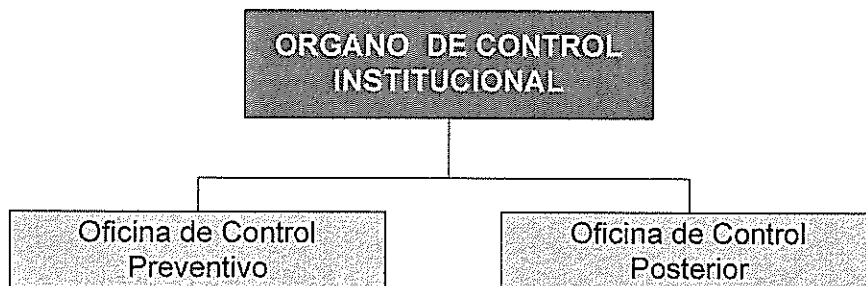 ORGANO DE CONTROL
INSTITUCIONAL
Oficina de Control
Preventivo
Oficina de Control
Posterior